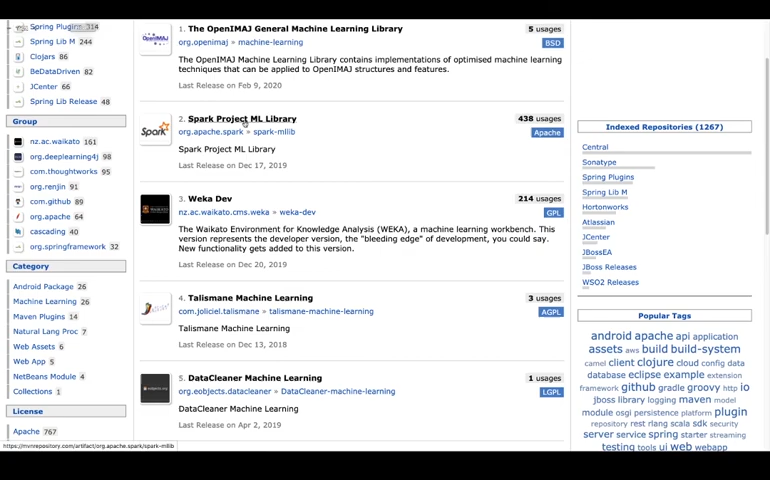 Spring Plugins 314
Spring Lib M 244
Clojars 86
BeDataDriven 82
JCenter 66
Spring Lib Release 48
Group
nz.ac.waikato 161
org.deeplearning4j 98
com.thoughtworks 95
org.renjin 91
com.github 89
org.apache 64
cascading 40
org.springframework 32
Category
Android Package 26
Machine Learning 26
Maven Plugins 14
Natural Lang Proc 7
Web Assets 6
Web App 5
NetBeans Module 4
Collections 1
License
Apache 767
https://mvnrepository.com/artifact/org.apache.spark/spark-mllib
1. The OpenIMAJ General Machine Learning Library
5 usages
org.openimaj » machine-learning
BSD
The OpenIMAJ Machine Learning Library contains implementations of optimised machine learning
techniques that can be applied to OpenIMAJ structures and features.
Last Release on Feb 9, 2020
2. Spark Project ML Library
438 usages
org.apache.spark » spark-mllib
Apache
Spark Project ML Library
Last Release on Dec 17, 2019
3. Weka Dev
214 usages
nz.ac.waikato.cms.weka » weka-dev
GPL
The Waikato Environment for Knowledge Analysis (WEKA), a machine learning workbench. This
version represents the developer version, the "bleeding edge" of development, you could say.
New functionality gets added to this version.
Last Release on Dec 20, 2019
4. Talismane Machine Learning
3 usages
com.joliciel.talismane » talismane-machine-learning
AGPL
Talismane Machine Learning
Last Release on Dec 13, 2018
5. DataCleaner Machine Learning
1 usages
org.eobjects.datacleaner » DataCleaner-machine-learning
LGPL
DataCleaner Machine Learning
Last Release on Apr 2, 2019
Indexed Repositories (1267)
Central
Sonatype
Spring Plugins
Spring Lib M
Hortonworks
Atlassian
JCenter
JBossEA
JBoss Releases
WSO2 Releases
Popular Tags
android apache api application
assets aws build build-system
camel client clojure cloud config data
database eclipse example extension
framework github gradle groovy http io
jboss library logging maven model
module osgi persistence platform plugin
repository rest rlang scala sdk security
server service spring starter streaming
testing tools ui web webapp